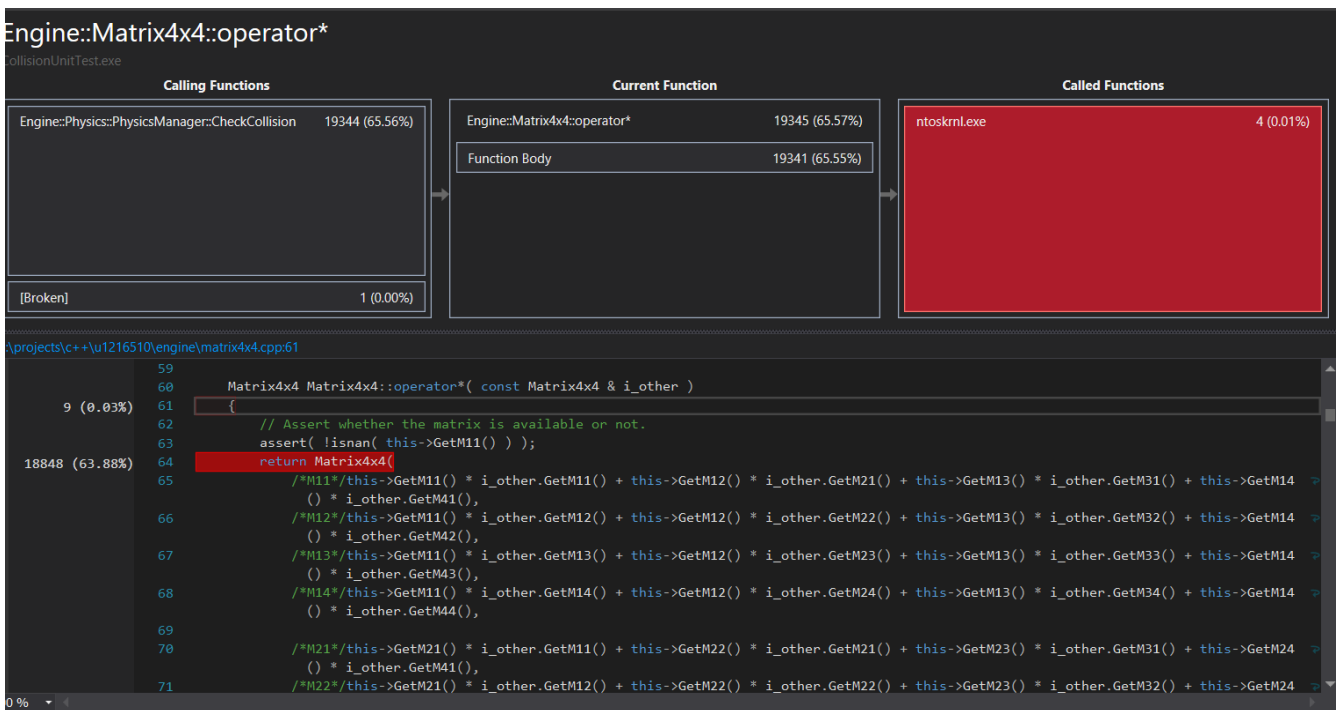 Engine::Matrix4x4::operator*
CollisionUnitTest.exe
Calling Functions
Current Function
Called Functions
Engine::Physics::PhysicsManager::CheckCollision 19344 (65.56%)
[Broken] 1 (0.00%)
Engine::Matrix4x4::operator* 19345 (65.57%)
Function Body 19341 (65.55%)
ntoskrnl.exe 4 (0.01%)
:\projects\c++\u1216510\engine\matrix4x4.cpp:61
59
60 Matrix4x4 Matrix4x4::operator*( const Matrix4x4 & i_other )
9 (0.03%) 61 {
62 // Assert whether the matrix is available or not.
63 assert( !isnan( this->GetM11() ) );
18848 (63.88%) 64 return Matrix4x4(
65 /*M11*/this->GetM11() * i_other.GetM11() + this->GetM12() * i_other.GetM21() + this->GetM13() * i_other.GetM31() + this->GetM14
() * i_other.GetM41(),
66 /*M12*/this->GetM11() * i_other.GetM12() + this->GetM12() * i_other.GetM22() + this->GetM13() * i_other.GetM32() + this->GetM14
() * i_other.GetM42(),
67 /*M13*/this->GetM11() * i_other.GetM13() + this->GetM12() * i_other.GetM23() + this->GetM13() * i_other.GetM33() + this->GetM14
() * i_other.GetM43(),
68 /*M14*/this->GetM11() * i_other.GetM14() + this->GetM12() * i_other.GetM24() + this->GetM13() * i_other.GetM34() + this->GetM14
() * i_other.GetM44(),
69
70 /*M21*/this->GetM21() * i_other.GetM11() + this->GetM22() * i_other.GetM21() + this->GetM23() * i_other.GetM31() + this->GetM24
() * i_other.GetM41(),
71 /*M22*/this->GetM21() * i_other.GetM12() + this->GetM22() * i_other.GetM22() + this->GetM23() * i_other.GetM32() + this->GetM24
0 %